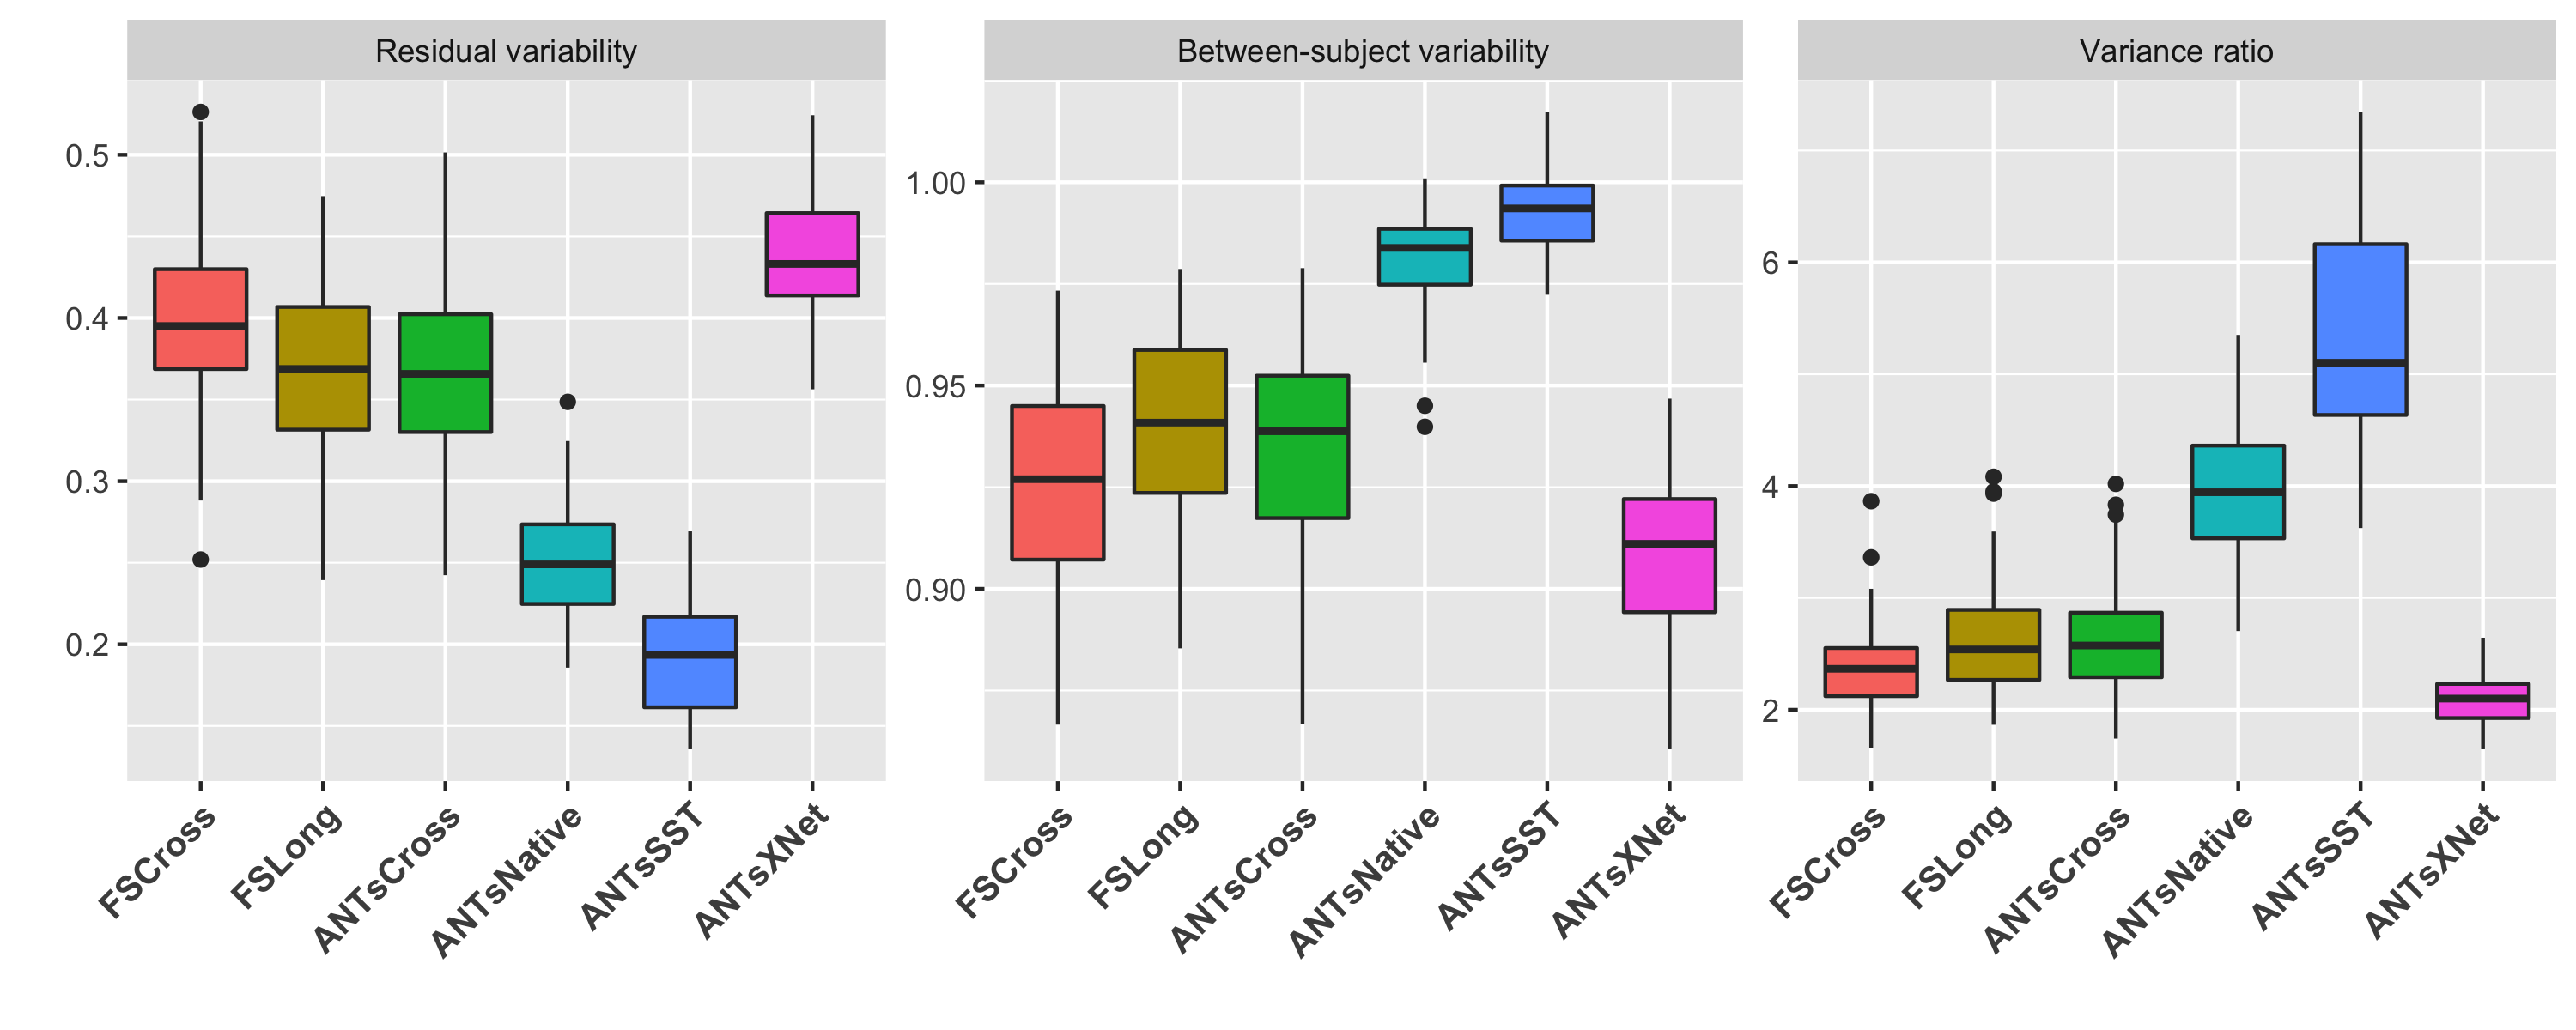 Residual variability
Between-subject variability
Variance ratio
0.5
0.4
0.3
0.2
1.00
0.95
0.90
6
4
2
FSCross
FSLong
ANTsCross
ANTsNative
ANTsSST
ANTsXNet
FSCross
FSLong
ANTsCross
ANTsNative
ANTsSST
ANTsXNet
FSCross
FSLong
ANTsCross
ANTsNative
ANTsSST
ANTsXNet